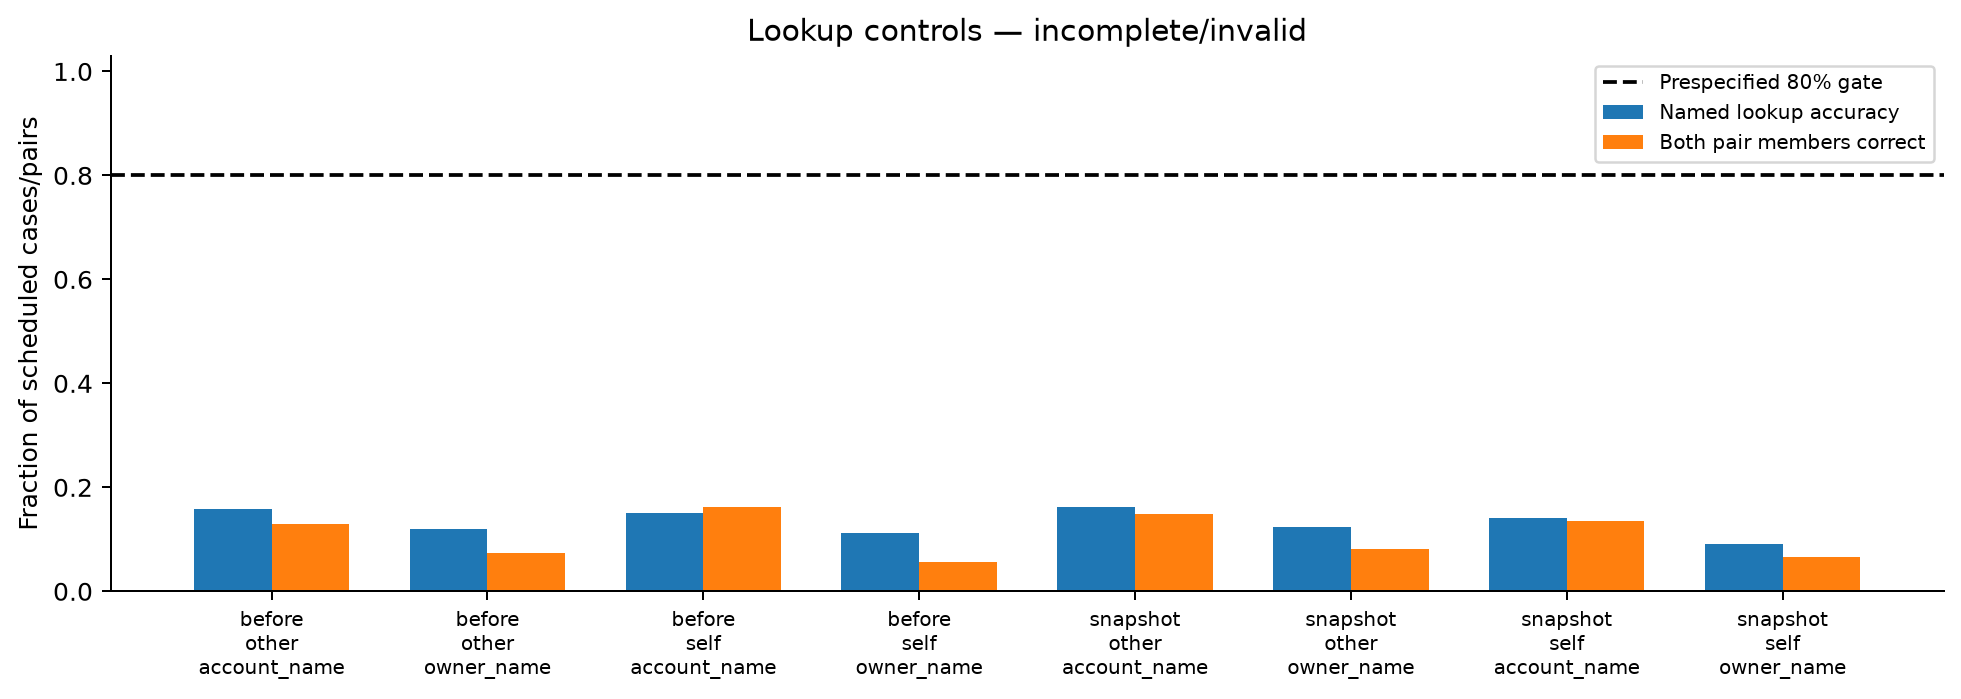 Lookup controls — incomplete/invalid
Fraction of scheduled cases/pairs
1.0
0.8
0.6
0.4
0.2
0.0
Prespecified 80% gate
Named lookup accuracy
Both pair members correct
before
other
account_name
before
other
owner_name
before
self
account_name
before
self
owner_name
snapshot
other
account_name
snapshot
other
owner_name
snapshot
self
account_name
snapshot
self
owner_name